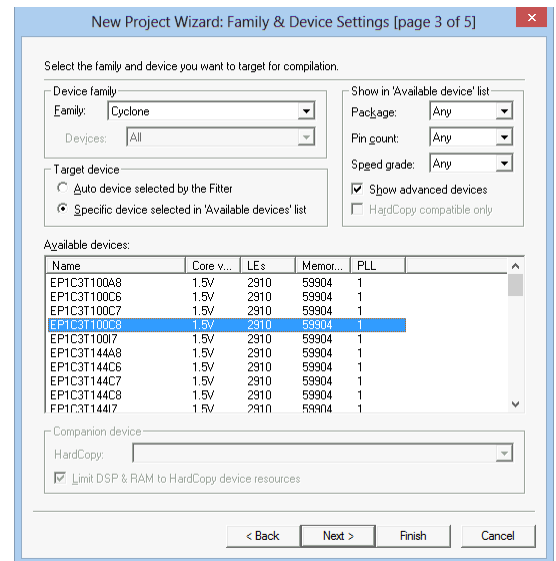 New Project Wizard: Family & Device Settings [page 3 of 5]
Select the family and device you want to target for compilation.
Device family
Family: Cyclone
Devices: All
Show in 'Available device' list
Package: Any
Pin count: Any
Speed grade: Any
Show advanced devices
HardCopy compatible only
Target device
Auto device selected by the Fitter
Specific device selected in 'Available devices' list
Available devices:
Name Core v... LEs Memor... PLL
EP1C3T100A8 1.5V 2910 59904 1
EP1C3T100C6 1.5V 2910 59904 1
EP1C3T100C7 1.5V 2910 59904 1
EP1C3T100C8 1.5V 2910 59904 1
EP1C3T100I7 1.5V 2910 59904 1
EP1C3T144A8 1.5V 2910 59904 1
EP1C3T144C6 1.5V 2910 59904 1
EP1C3T144C7 1.5V 2910 59904 1
EP1C3T144C8 1.5V 2910 59904 1
EP1C3T144I7 1.5V 2910 59904 1
Companion device
HardCopy:
Limit DSP & RAM to HardCopy device resources
< Back Next > Finish Cancel